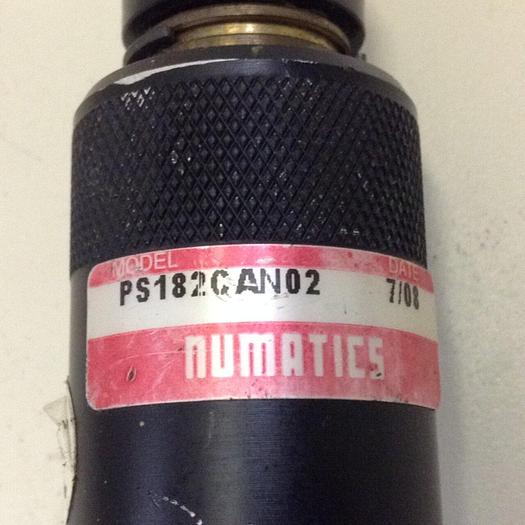 MODEL DATE
PS182CAN02 7/08
NUMATICS